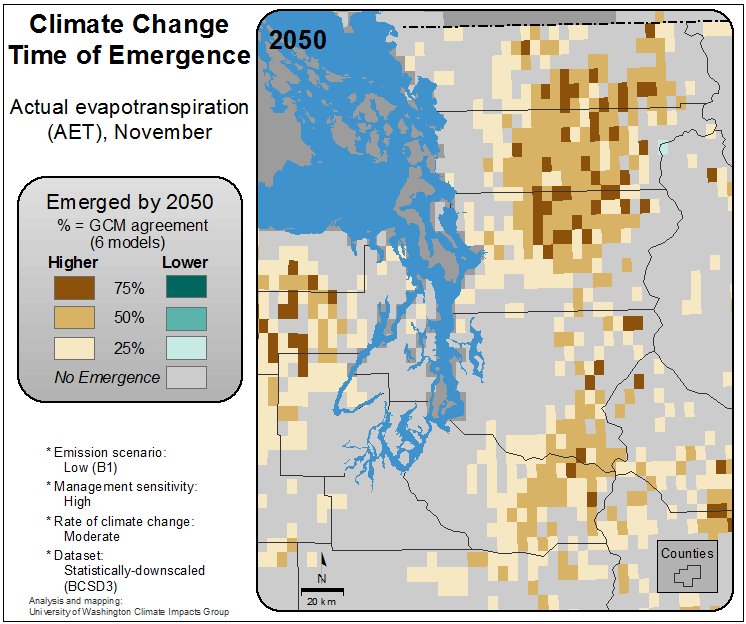 Climate Change
Time of Emergence
Actual evapotranspiration
(AET), November
Emerged by 2050
% = GCM agreement
(6 models)
Higher Lower
75%
50%
25%
No Emergence
* Emission scenario:
Low (B1)
* Management sensitivity:
High
* Rate of climate change:
Moderate
* Dataset:
Statistically-downscaled
(BCSD3)
Analysis and mapping:
University of Washington Climate Impacts Group
2050
N
20 km
Counties